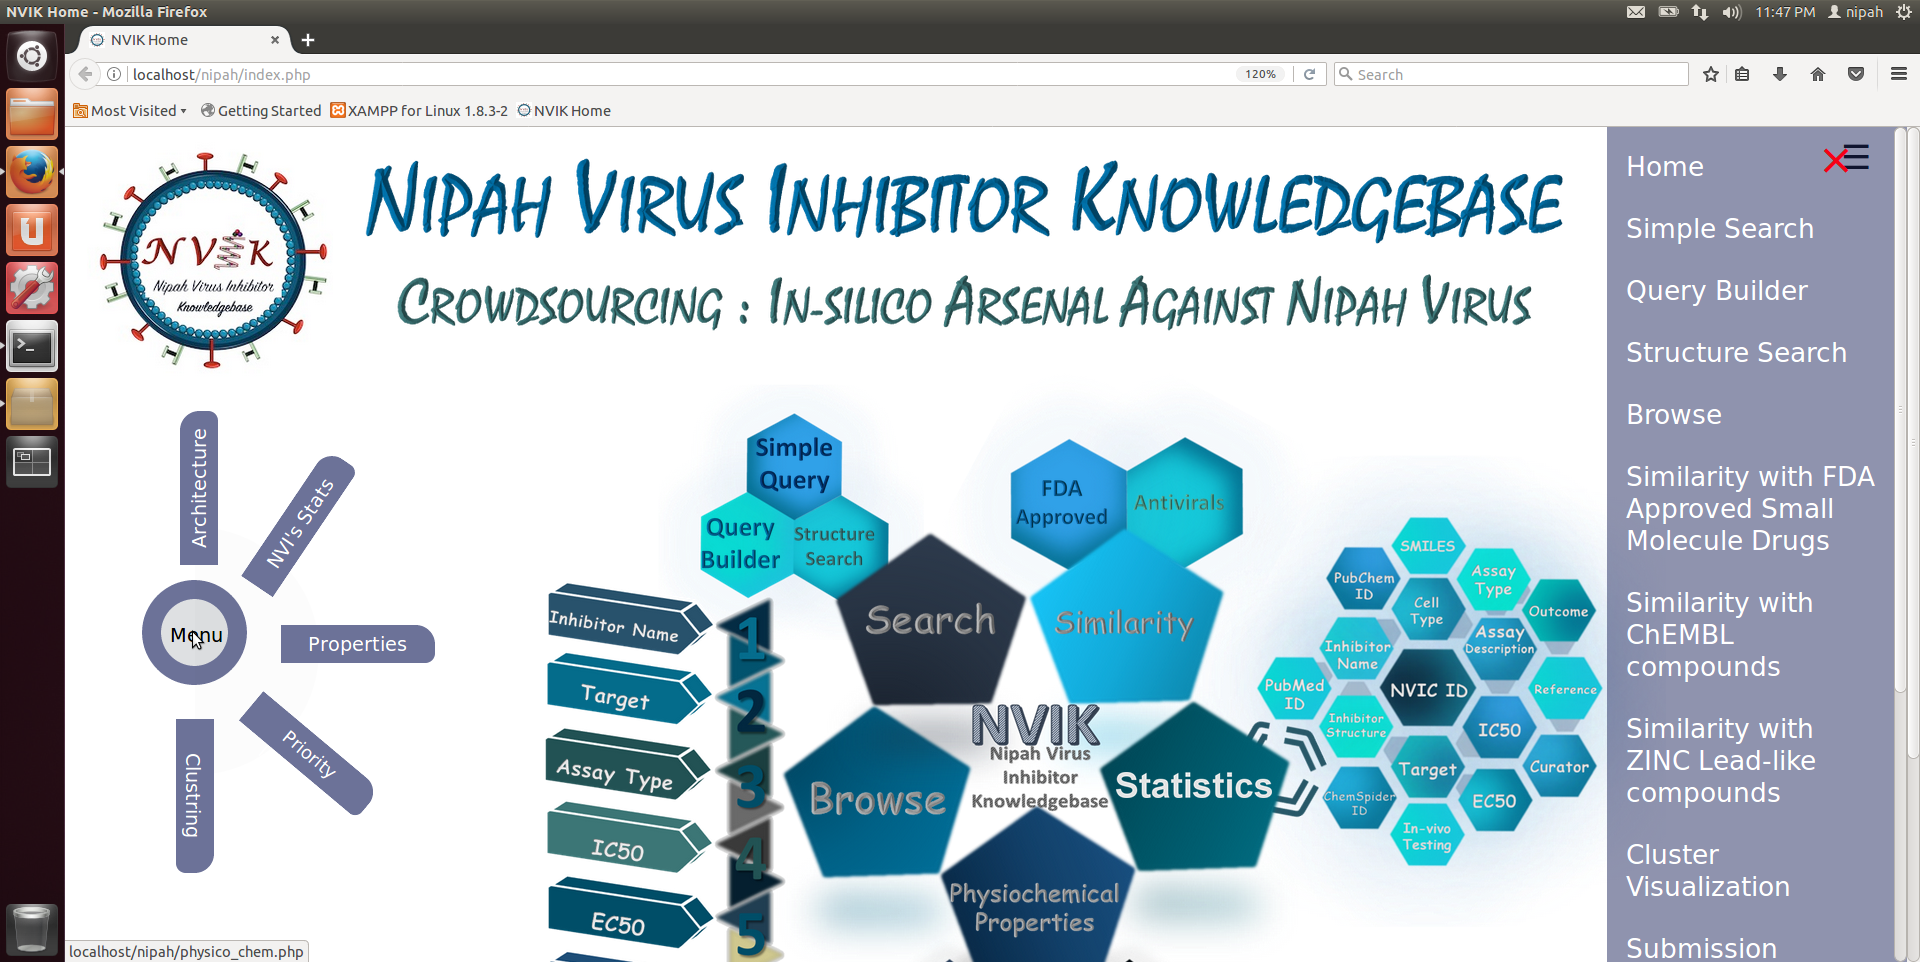 NVIK Home - Mozilla Firefox
11:47 PM
nipah
NVIK Home
localhost/nipah/index.php
120%
Search
Most Visited
Getting Started
XAMPP for Linux 1.8.3-2
NVIK Home
NVIK
Nipah Virus Inhibitor
Knowledgebase
Nipah Virus Inhibitor Knowledgebase
Crowdsourcing : In-silico Arsenal Against Nipah Virus
Architecture
NVI's Stats
Menu
Properties
Priority
Clustring
Simple
Query
Query
Builder
Structure
Search
FDA
Approved
Antivirals
Search
Similarity
Browse
Statistics
NVIK
Nipah Virus
Inhibitor
Knowledgebase
Physiochemical
Properties
Inhibitor Name
1
Target
2
Assay Type
3
IC50
4
EC50
5
SMILES
PubChem
ID
Assay
Type
Cell
Type
Outcome
Inhibitor
Name
Assay
Description
PubMed
ID
NVIC ID
Reference
Inhibitor
Structure
IC50
Target
Curator
ChemSpider
ID
EC50
In-vivo
Testing
Home
Simple Search
Query Builder
Structure Search
Browse
Similarity with FDA
Approved Small
Molecule Drugs
Similarity with
ChEMBL
compounds
Similarity with
ZINC Lead-like
compounds
Cluster
Visualization
Submission
localhost/nipah/physico_chem.php